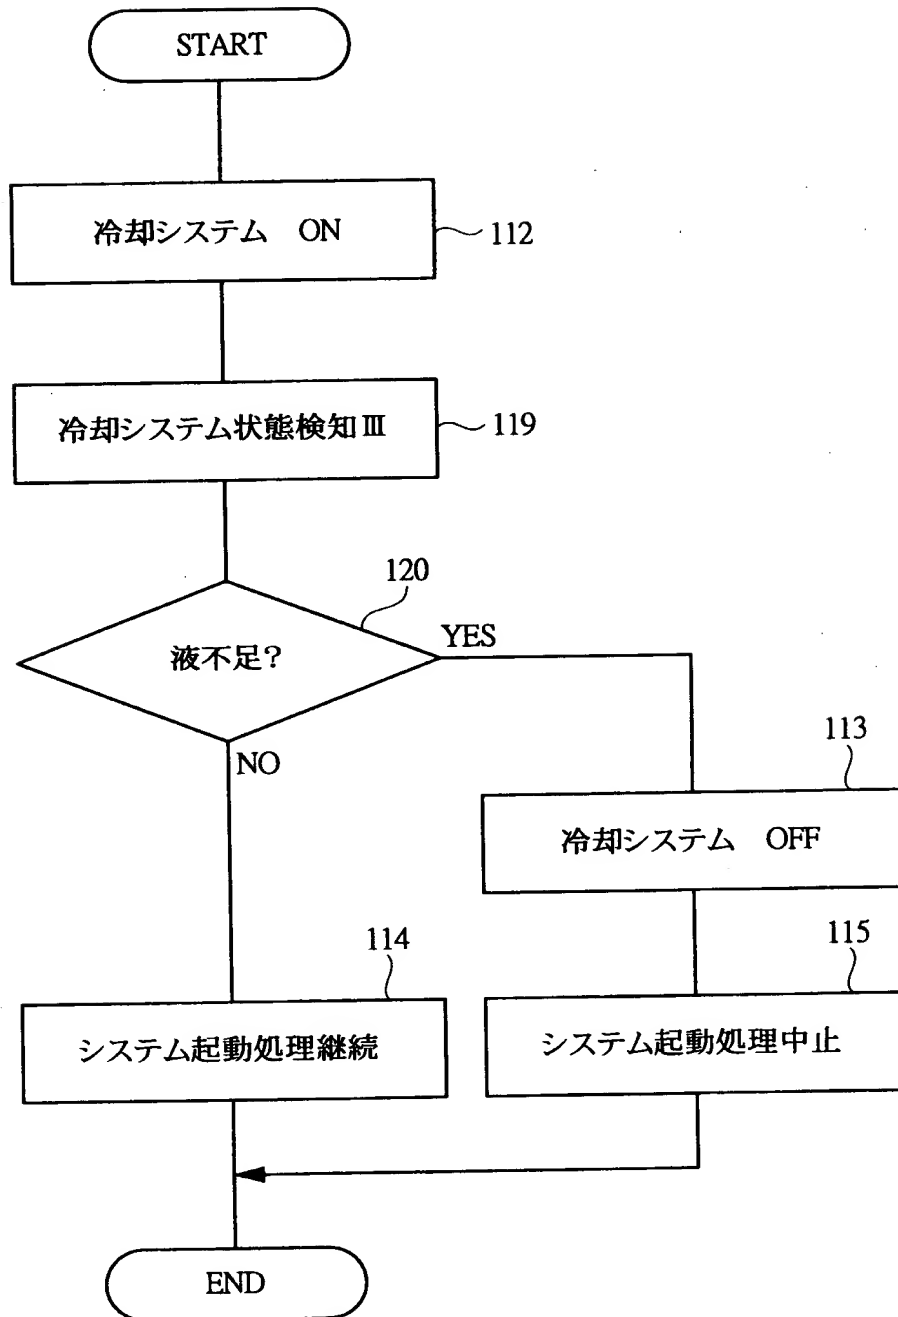 START
冷却システム ON
112
冷却システム状態検知Ⅲ
119
120
液不足?
YES
NO
113
冷却システム OFF
114
115
システム起動処理継続
システム起動処理中止
END